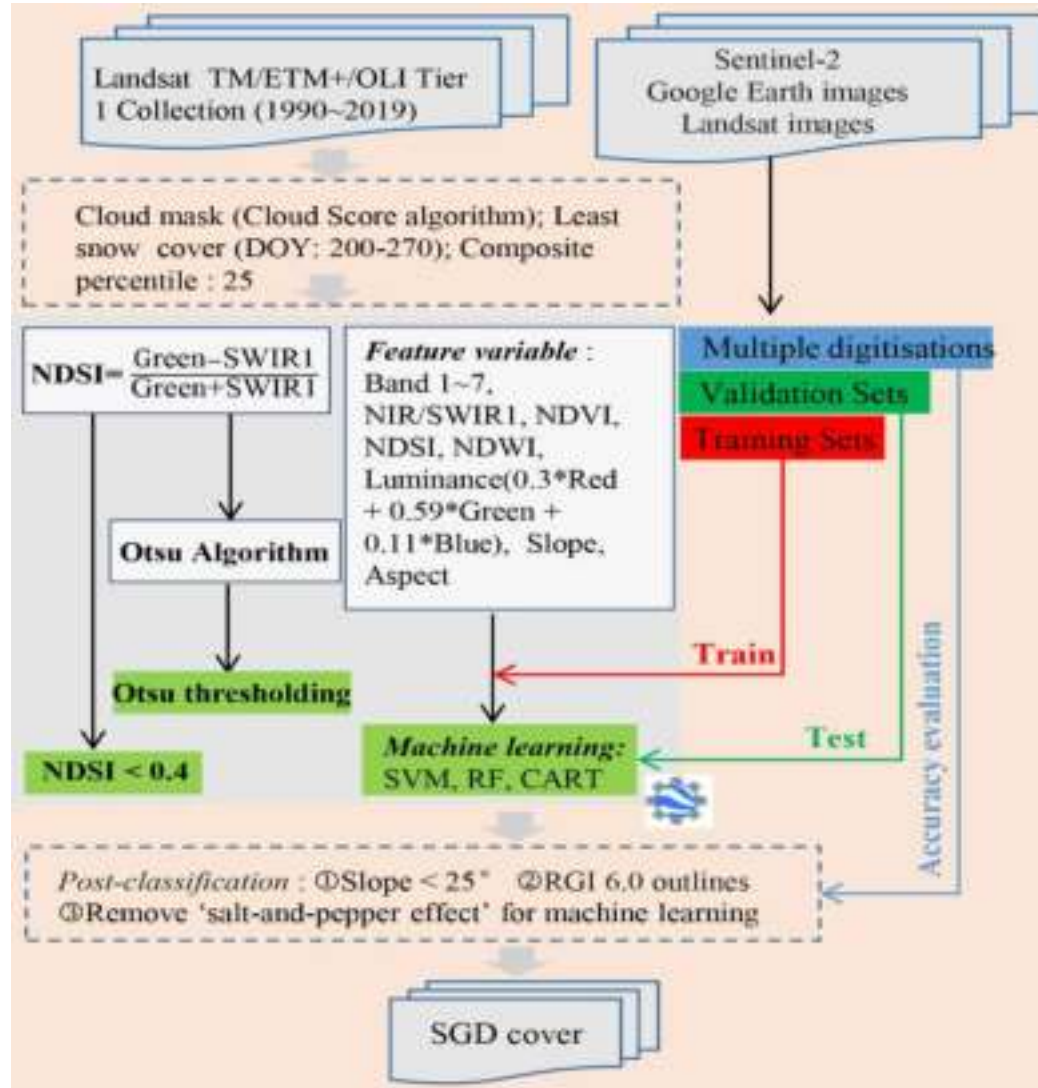 Landsat TM/ETM+/OLI Tier
1 Collection (1990~2019)
Sentinel-2
Google Earth images
Landsat images
Cloud mask (Cloud Score algorithm); Least
snow cover (DOY: 200-270); Composite
percentile : 25
NDSI= Green−SWIR1
Green+SWIR1
Otsu Algorithm
Otsu thresholding
NDSI < 0.4
Feature variable :
Band 1~7,
NIR/SWIR1, NDVI,
NDSI, NDWI,
Luminance(0.3*Red
+ 0.59*Green +
0.11*Blue), Slope,
Aspect
Multiple digitisations
Validation Sets
Training Sets
Train
Test
Accuracy evaluation
Machine learning:
SVM, RF, CART
Post-classification : ①Slope < 25° ②RGI 6.0 outlines
③Remove ‘salt-and-pepper effect’ for machine learning
SGD cover